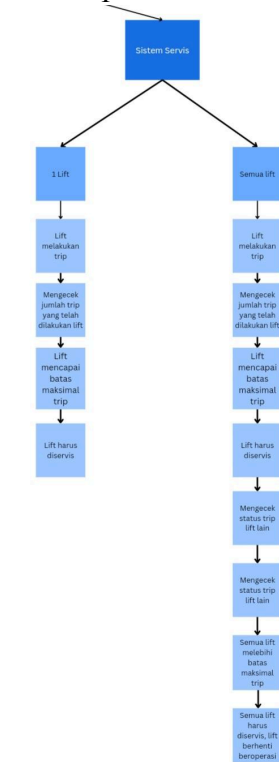 Sistem Servis
1 Lift
Lift
melakukan
trip
Mengecek
jumlah trip
yang telah
dilakukan lift
Lift
mencapai
batas
maksimal
trip
Lift harus
diservis
Semua lift
Lift
melakukan
trip
Mengecek
jumlah trip
yang telah
dilakukan lift
Lift
mencapai
batas
maksimal
trip
Lift harus
diservis
Mengecek
status trip
lift lain
Mengecek
status trip
lift lain
Semua lift
melebihi
batas
maksimal
trip
Semua lift
harus
diservis, lift
berhenti
beroperasi